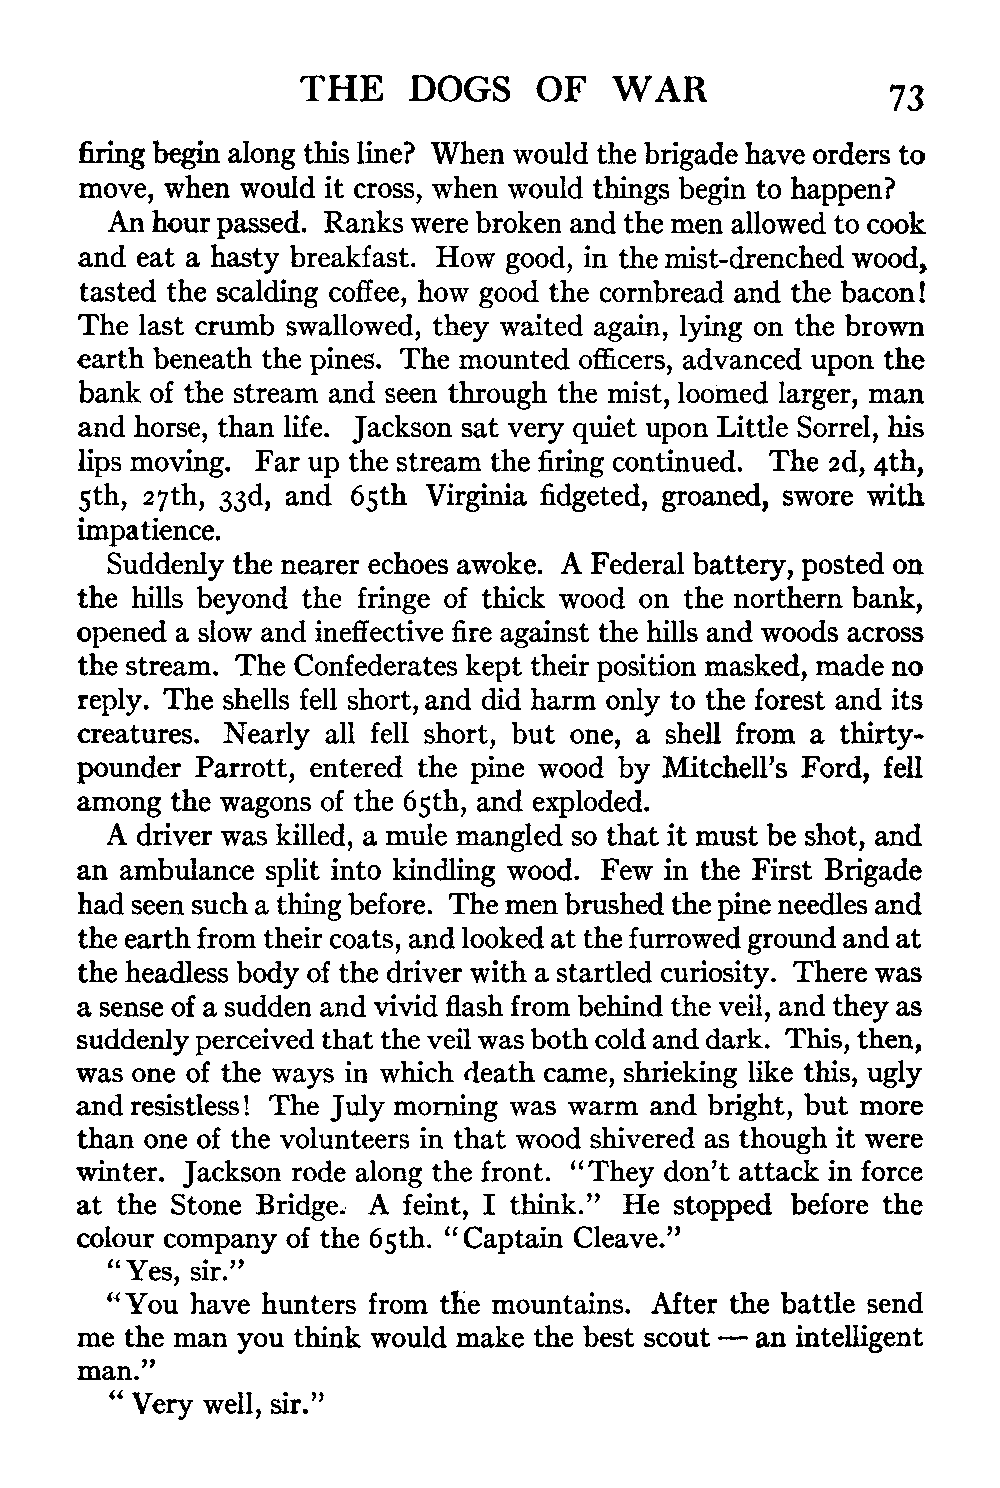 THE DOGS OF WAR 73
firing begin along this line? When would the brigade have orders to
move, when would it cross, when would things begin to happen?
An hour passed. Ranks were broken and the men allowed to cook
and eat a hasty breakfast. How good, in the mist-drenched wood,
tasted the scalding coffee, how good the cornbread and the bacon!
The last crumb swallowed, they waited again, lying on the brown
earth beneath the pines. The mounted officers, advanced upon the
bank of the stream and seen through the mist, loomed larger, man
and horse, than life. Jackson sat very quiet upon Little Sorrel, his
lips moving. Far up the stream the firing continued. The 2d, 4th,
5th, 27th, 33d, and 65th Virginia fidgeted, groaned, swore with
impatience.
Suddenly the nearer echoes awoke. A Federal battery, posted on
the hills beyond the fringe of thick wood on the northern bank,
opened a slow and ineffective fire against the hills and woods across
the stream. The Confederates kept their position masked, made no
reply. The shells fell short, and did harm only to the forest and its
creatures. Nearly all fell short, but one, a shell from a thirty-
pounder Parrott, entered the pine wood by Mitchell's Ford, fell
among the wagons of the 65th, and exploded.
A driver was killed, a mule mangled so that it must be shot, and
an ambulance split into kindling wood. Few in the First Brigade
had seen such a thing before. The men brushed the pine needles and
the earth from their coats, and looked at the furrowed ground and at
the headless body of the driver with a startled curiosity. There was
a sense of a sudden and vivid flash from behind the veil, and they as
suddenly perceived that the veil was both cold and dark. This, then,
was one of the ways in which death came, shrieking like this, ugly
and resistless! The July morning was warm and bright, but more
than one of the volunteers in that wood shivered as though it were
winter. Jackson rode along the front. "They don't attack in force
at the Stone Bridge. A feint, I think." He stopped before the
colour company of the 65th. "Captain Cleave."
"Yes, sir."
"You have hunters from the mountains. After the battle send
me the man you think would make the best scout — an intelligent
man."
"Very well, sir."